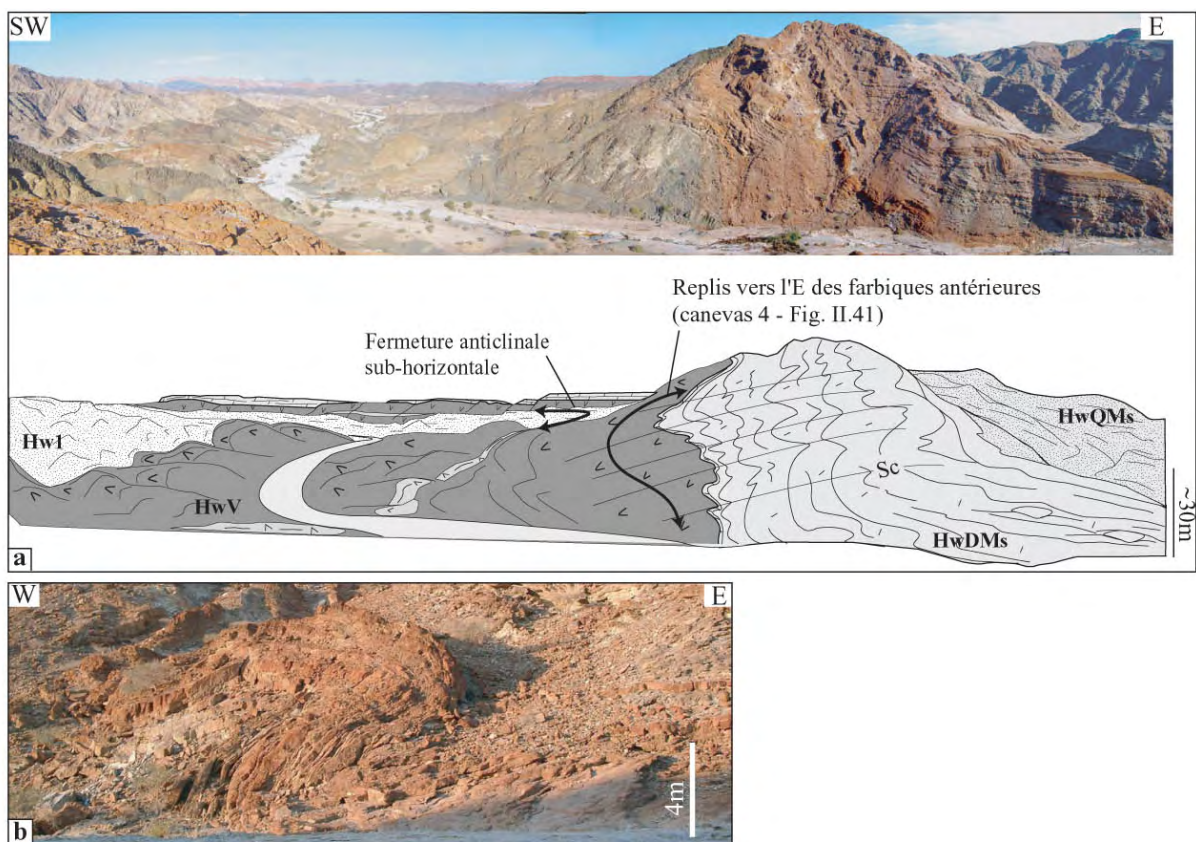 SW
E
Replis vers l'E des farbiques antérieures
(canevas 4 - Fig. II.41)
Fermeture anticlinale
sub-horizontale
Hw1
HwQMs
Sc
HwV
HwDMs
~30m
a
W
E
4m
b